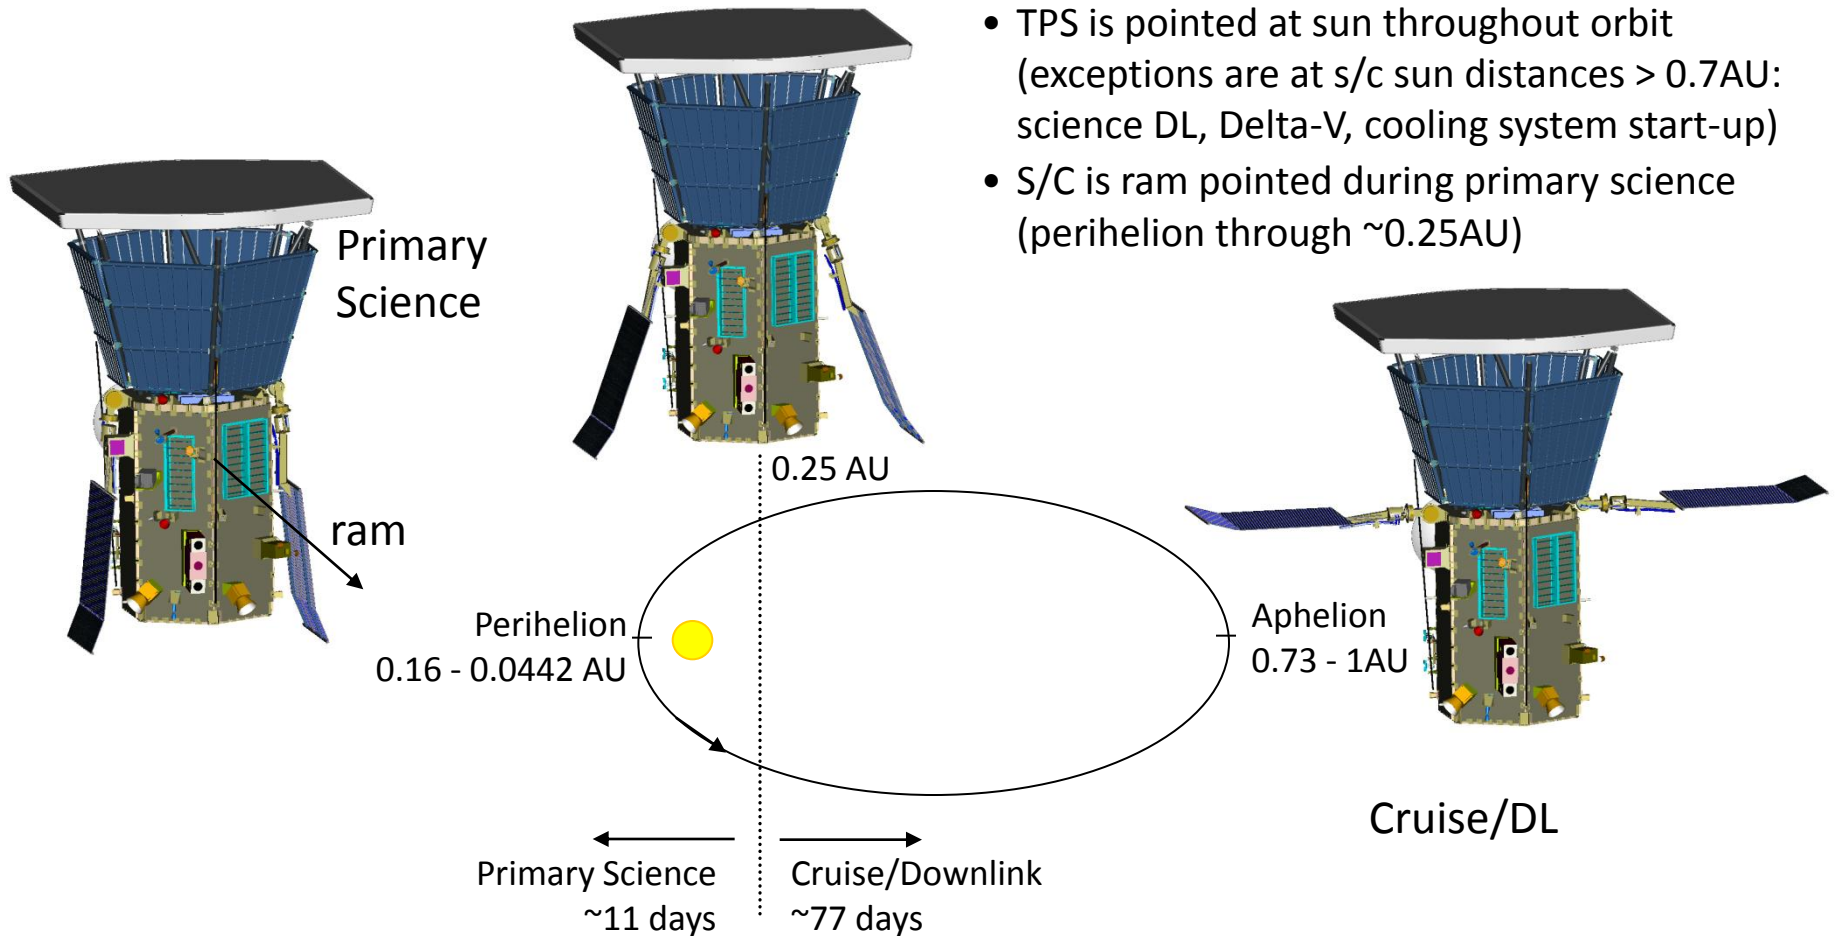 • TPS is pointed at sun throughout orbit
(exceptions are at s/c sun distances > 0.7AU:
science DL, Delta-V, cooling system start-up)
• S/C is ram pointed during primary science
(perihelion through ~0.25AU)
Primary
Science
ram
0.25 AU
Perihelion
0.16 - 0.0442 AU
Aphelion
0.73 - 1AU
Cruise/DL
Primary Science
~11 days
Cruise/Downlink
~77 days